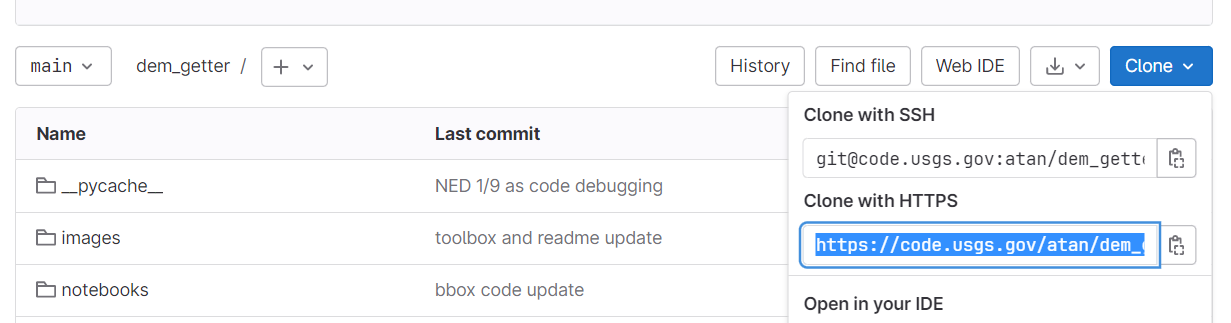 main
dem_getter /
History
Find file
Web IDE
Clone
Name
Last commit
Clone with SSH
git@code.usgs.gov:atan/dem_gett
__pycache__
NED 1/9 as code debugging
Clone with HTTPS
images
toolbox and readme update
https://code.usgs.gov/atan/dem_
notebooks
bbox code update
Open in your IDE